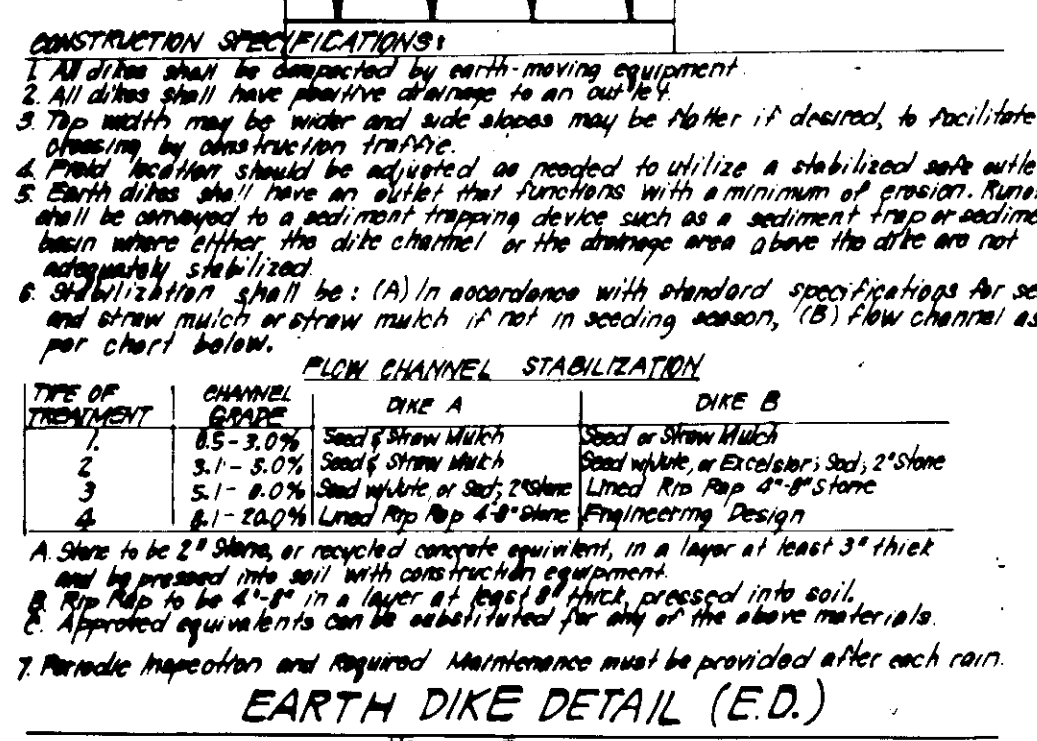 CONSTRUCTION SPECIFICATIONS:
1. All dikes shall be compacted by earth-moving equipment.
2. All dikes shall have positive drainage to an outlet.
3. Top width may be wider and side slopes may be flatter if desired, to facilitate
crossing by construction traffic.
4. Field location should be adjusted as needed to utilize a stabilized safe outle
5. Earth dikes shall have an outlet that functions with a minimum of erosion. Runo
shall be conveyed to a sediment trapping device such as a sediment trap or sedime
basin where either the dike channel or the drainage area above the dike are not
adequately stabilized.
6. Stabilization shall be: (A) In accordance with standard specifications for se
and straw mulch or straw mulch if not in seeding season, (B) flow channel as
per chart below.
FLOW CHANNEL STABILIZATION
TYPE OF TREATMENT CHANNEL GRADE DIKE A DIKE B
1. 0.5-3.0% Seed & Straw Mulch Seed or Straw Mulch
2 3.1-5.0% Seed & Straw Mulch Seed w/Jute, or Excelsior; Sod; 2" Stone
3 5.1-8.0% Seed w/Jute, or Sod; 2" Stone Lined Rip Rap 4"-8" Stone
4. 8.1-20.0% Lined Rip Rap 4-8" Stone Engineering Design
A. Stone to be 2" Stone, or recycled concrete equivilent, in a layer at least 3" thick
and be pressed into soil with construction equipment.
B. Rip Rap to be 4"-8" in a layer at least 8" thick, pressed into soil.
C. Approved equivalents can be substituted for any of the above materials.
7. Periodic Inspection and Required Maintenance must be provided after each rain.
EARTH DIKE DETAIL (E.D.)